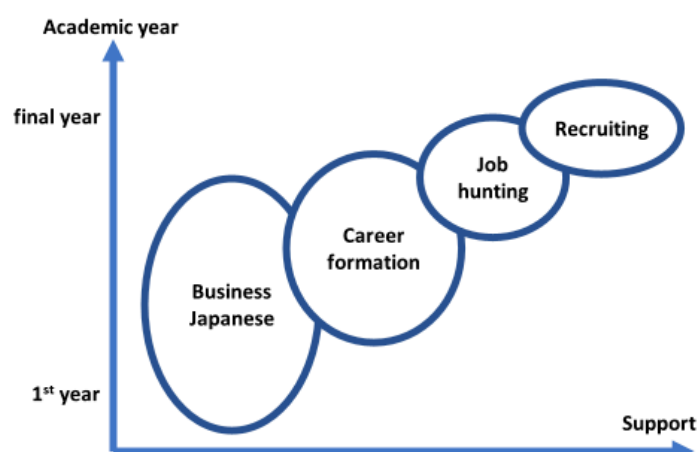 Academic year
final year
Recruiting
Job
hunting
Career
formation
Business
Japanese
1st year
Support